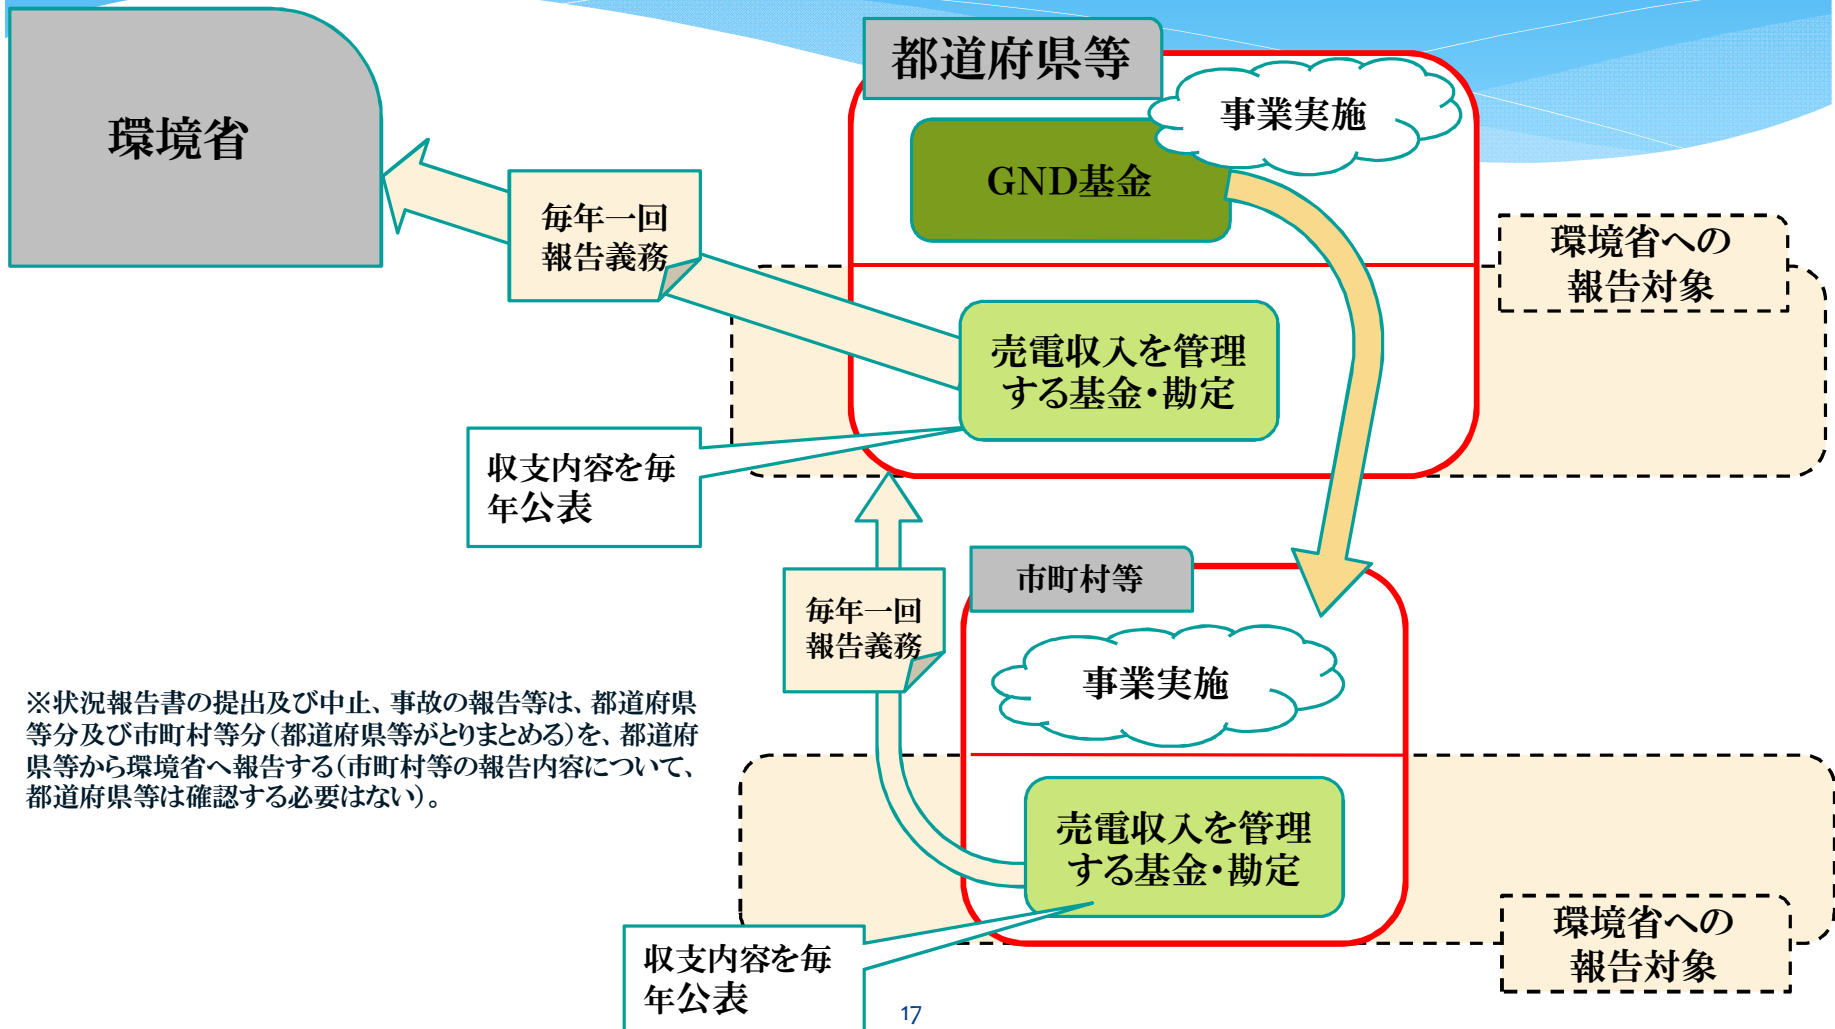 環境省
都道府県等
事業実施
GND基金
毎年一回
報告義務
環境省への
報告対象
売電収入を管理
する基金・勘定
収支内容を毎
年公表
市町村等
毎年一回
報告義務
事業実施
※状況報告書の提出及び中止、事故の報告等は、都道府県
等分及び市町村等分(都道府県等がとりまとめる)を、都道府
県等から環境省へ報告する(市町村等の報告内容について、
都道府県等は確認する必要はない)。
売電収入を管理
する基金・勘定
環境省への
報告対象
収支内容を毎
年公表
17